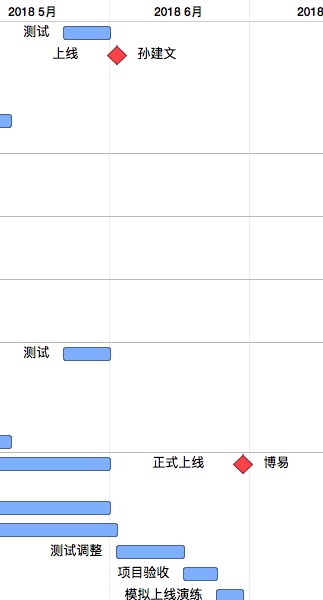 2018 5月 2018 6月 2018
测试
上线 孙建文
测试
正式上线 博易
测试调整
项目验收
模拟上线演练